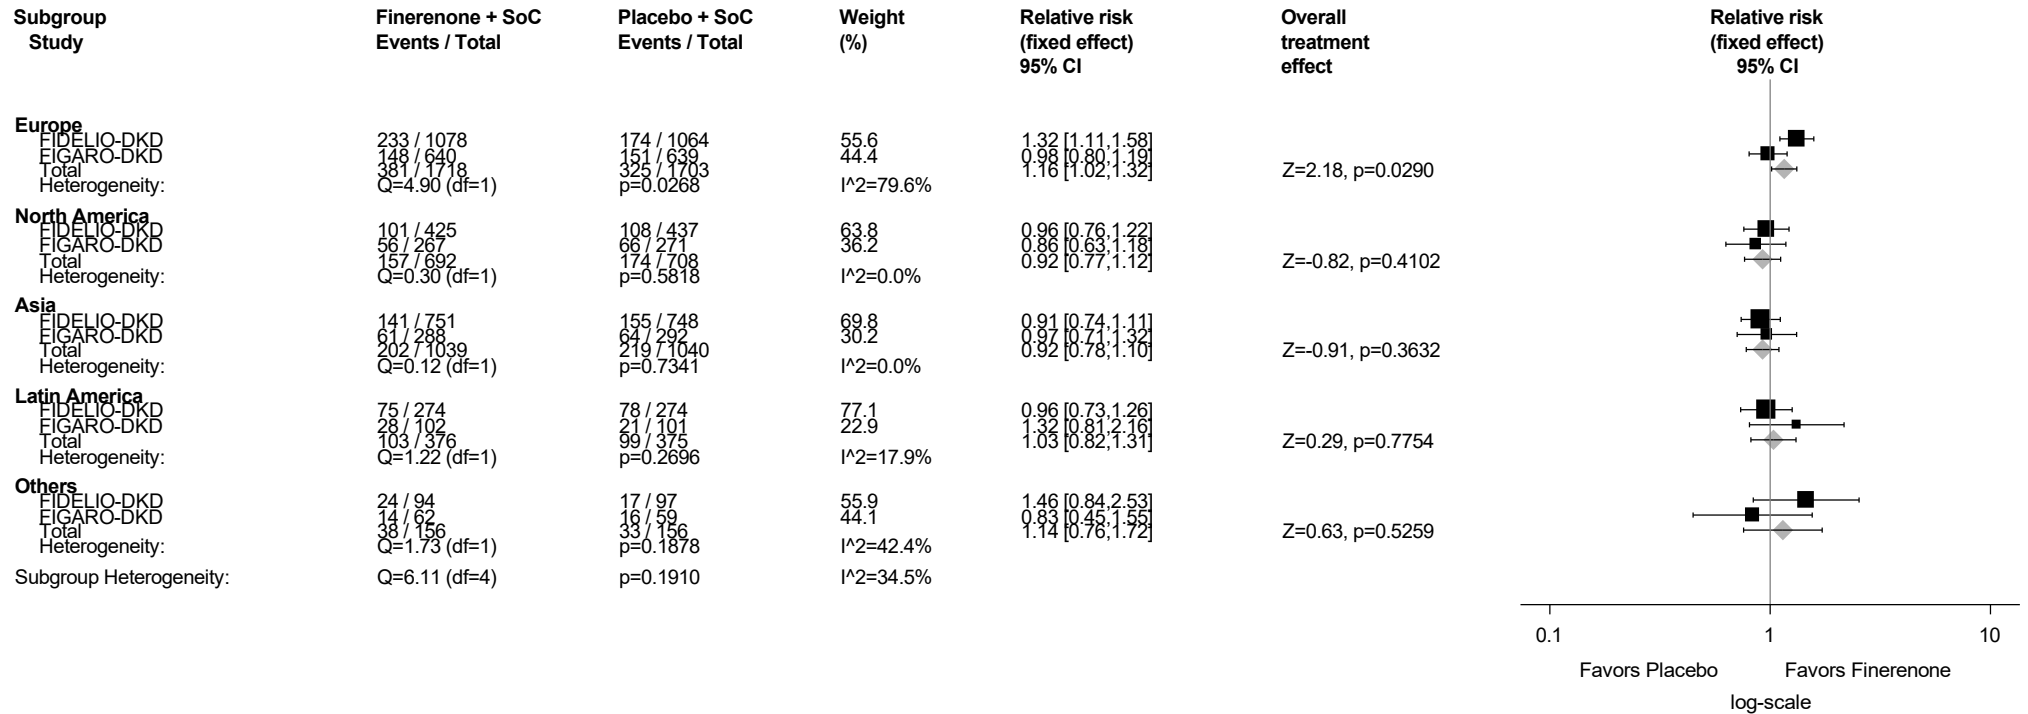 Subgroup Finerenone + SoC Placebo + SoC Weight Relative risk Overall Relative risk
Study Events / Total Events / Total (%) (fixed effect) treatment (fixed effect)
95% CI effect 95% CI
Europe
FIDELIO-DKD 233 / 1078 174 / 1064 55.6 1.32 [1.11,1.58]
FIGARO-DKD 148 / 640 151 / 639 44.4 0.98 [0.80,1.19]
Total 381 / 1718 325 / 1703 1.16 [1.02,1.32] Z=2.18, p=0.0290
Heterogeneity: Q=4.90 (df=1) p=0.0268 I^2=79.6%
North America
FIDELIO-DKD 101 / 425 108 / 437 63.8 0.96 [0.76,1.22]
FIGARO-DKD 56 / 267 66 / 271 36.2 0.86 [0.63,1.18]
Total 157 / 692 174 / 708 0.92 [0.77,1.12] Z=-0.82, p=0.4102
Heterogeneity: Q=0.30 (df=1) p=0.5818 I^2=0.0%
Asia
FIDELIO-DKD 141 / 751 155 / 748 69.8 0.91 [0.74,1.11]
FIGARO-DKD 61 / 288 64 / 292 30.2 0.97 [0.71,1.32]
Total 202 / 1039 219 / 1040 0.92 [0.78,1.10] Z=-0.91, p=0.3632
Heterogeneity: Q=0.12 (df=1) p=0.7341 I^2=0.0%
Latin America
FIDELIO-DKD 75 / 274 78 / 274 77.1 0.96 [0.73,1.26]
FIGARO-DKD 28 / 102 21 / 101 22.9 1.32 [0.81,2.16]
Total 103 / 376 99 / 375 1.03 [0.82,1.31] Z=0.29, p=0.7754
Heterogeneity: Q=1.22 (df=1) p=0.2696 I^2=17.9%
Others
FIDELIO-DKD 24 / 94 17 / 97 55.9 1.46 [0.84,2.53]
FIGARO-DKD 14 / 62 16 / 59 44.1 0.83 [0.45,1.55]
Total 38 / 156 33 / 156 1.14 [0.76,1.72] Z=0.63, p=0.5259
Heterogeneity: Q=1.73 (df=1) p=0.1878 I^2=42.4%
Subgroup Heterogeneity: Q=6.11 (df=4) p=0.1910 I^2=34.5%
0.1 1 10
Favors Placebo Favors Finerenone
log-scale